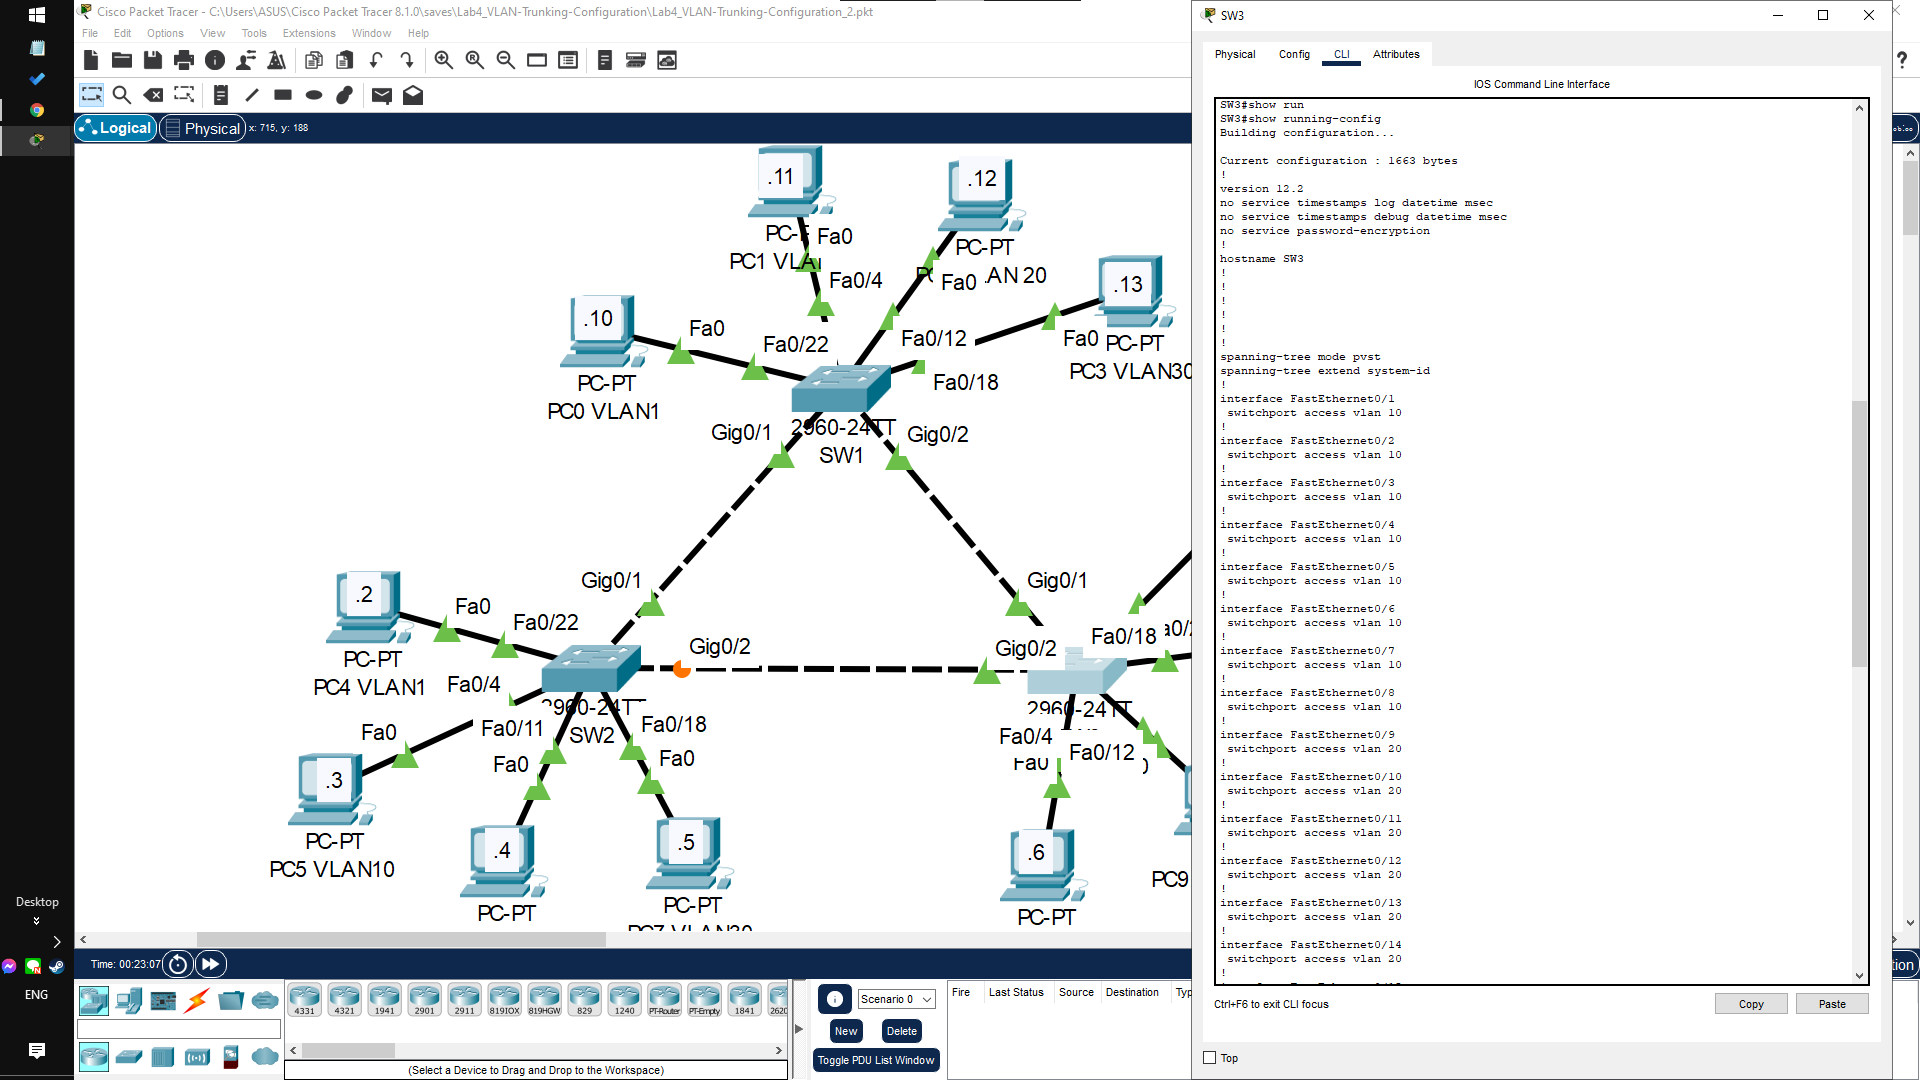 Cisco Packet Tracer - C:\Users\ASUS\Cisco Packet Tracer 8.1.0\saves\Lab4_VLAN-Trunking-Configuration\Lab4_VLAN-Trunking-Configuration_2.pkt
File Edit Options View Tools Extensions Window Help
Logical
Physical
x: 715, y: 188
.11
.12
PC-
Fa0
PC-PT
PC1 VLA
AN 20
Fa0
Fa0/4
.13
.10
Fa0
Fa0/22
Fa0/12
Fa0
PC-PT
Fa0/18
PC3 VLAN30
PC-PT
PC0 VLAN1
Gig0/1
2960-24TT
Gig0/2
SW1
Gig0/1
Gig0/1
.2
Fa0
Fa0/22
Gig0/2
Gig0/2
Fa0/18
PC-PT
PC4 VLAN1
Fa0/4
2960-24TT
2960-24TT
SW2
Fa0
Fa0/11
Fa0/18
Fa0/4
Fa0/12
Fa0
Fa0
Fa0
.3
PC-PT
PC5 VLAN10
.4
.5
.6
PC-PT
PC-PT
PC-PT
PC7 VLAN30
PC9
Time: 00:23:07
4331 4321 1941 2901 2911 819IOX 819HGW 829 1240 PT-Router PT-Empty 1841
(Select a Device to Drag and Drop to the Workspace)
Scenario 0
New
Delete
Toggle PDU List Window
Fire Last Status Source Destination Typ
Desktop
ENG
SW3
Physical Config CLI Attributes
IOS Command Line Interface
SW3#show run
SW3#show running-config
Building configuration...
Current configuration : 1663 bytes
!
version 12.2
no service timestamps log datetime msec
no service timestamps debug datetime msec
no service password-encryption
!
hostname SW3
!
!
!
!
!
!
spanning-tree mode pvst
spanning-tree extend system-id
!
interface FastEthernet0/1
switchport access vlan 10
!
interface FastEthernet0/2
switchport access vlan 10
!
interface FastEthernet0/3
switchport access vlan 10
!
interface FastEthernet0/4
switchport access vlan 10
!
interface FastEthernet0/5
switchport access vlan 10
!
interface FastEthernet0/6
switchport access vlan 10
!
interface FastEthernet0/7
switchport access vlan 10
!
interface FastEthernet0/8
switchport access vlan 10
!
interface FastEthernet0/9
switchport access vlan 20
!
interface FastEthernet0/10
switchport access vlan 20
!
interface FastEthernet0/11
switchport access vlan 20
!
interface FastEthernet0/12
switchport access vlan 20
!
interface FastEthernet0/13
switchport access vlan 20
!
interface FastEthernet0/14
switchport access vlan 20
!
Ctrl+F6 to exit CLI focus
Copy
Paste
Top